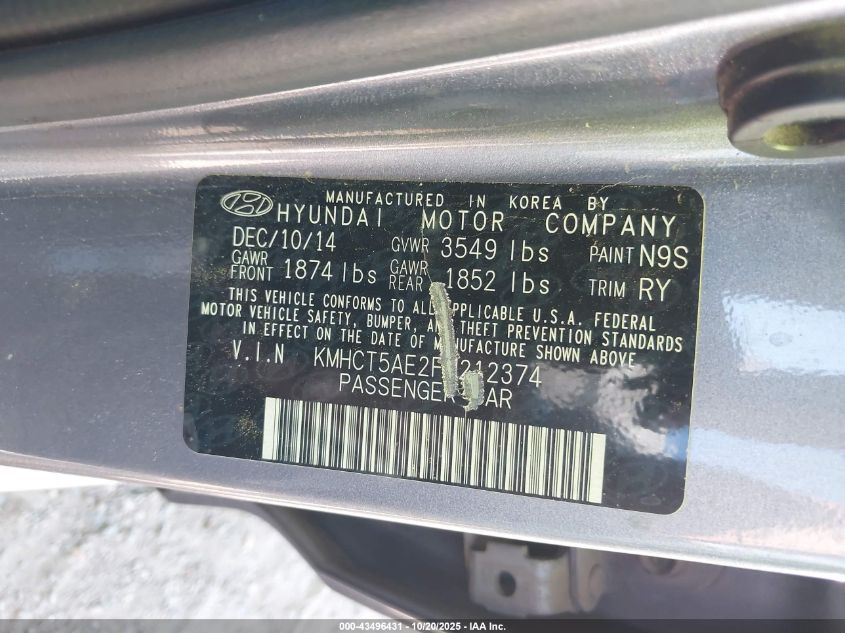 MANUFACTURED IN KOREA BY
HYUNDAI MOTOR COMPANY
DEC/10/14 GVWR 3549 lbs PAINT N9S
GAWR FRONT 1874 lbs GAWR REAR 1852 lbs TRIM RY
THIS VEHICLE CONFORMS TO ALL APPLICABLE U.S.A. FEDERAL
MOTOR VEHICLE SAFETY, BUMPER, AND THEFT PREVENTION STANDARDS
IN EFFECT ON THE DATE OF MANUFACTURE SHOWN ABOVE.
V.I.N
PASSENGER CAR
000-43496431 - 10/20/2025 - IAA Inc.